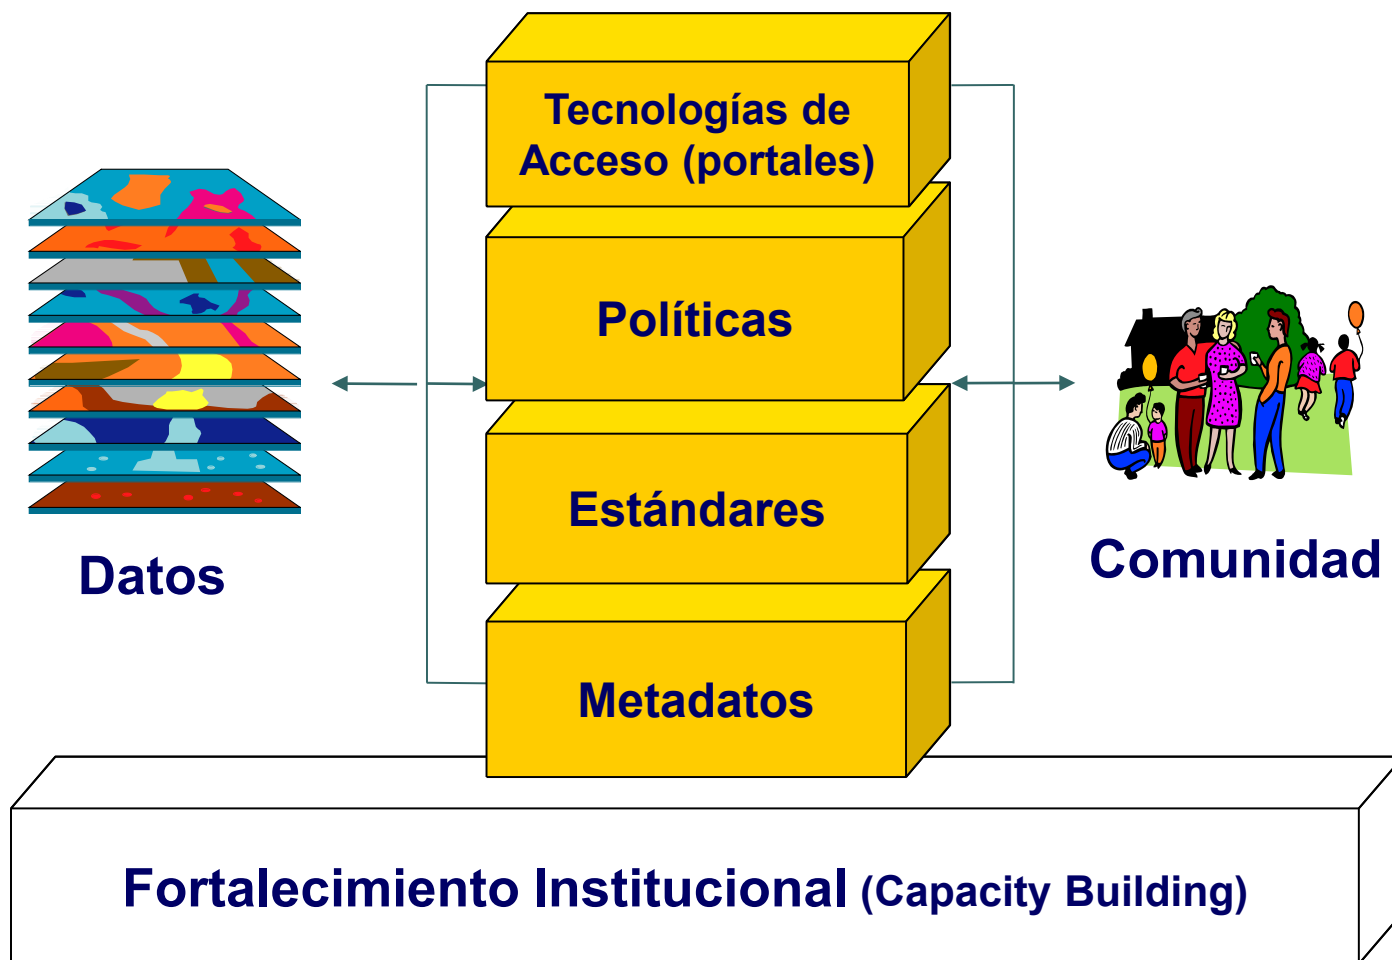 Tecnologías de
Acceso (portales)
Políticas
Estándares
Metadatos
Datos
Comunidad
Fortalecimiento Institucional (Capacity Building)